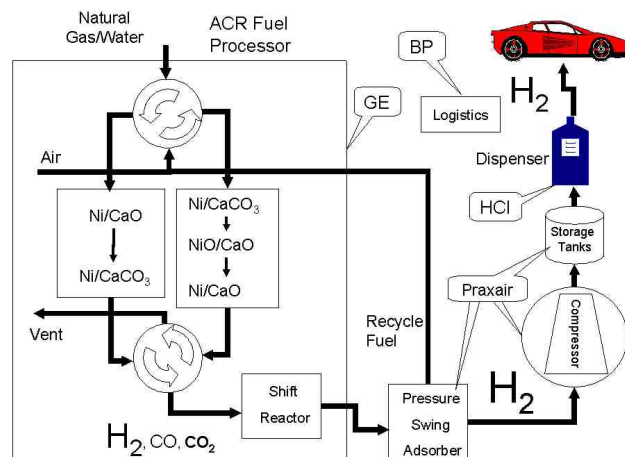 Natural
Gas/Water
ACR Fuel
Processor
BP
GE
Logistics
H2
Air
Dispenser
HCI
Ni/CaO
Ni/CaCO3
Ni/CaCO3
NiO/CaO
Ni/CaO
Storage
Tanks
Praxair
Compressor
Vent
Recycle
Fuel
Shift
Reactor
Pressure
Swing
Adsorber
H2
H2, CO, CO2